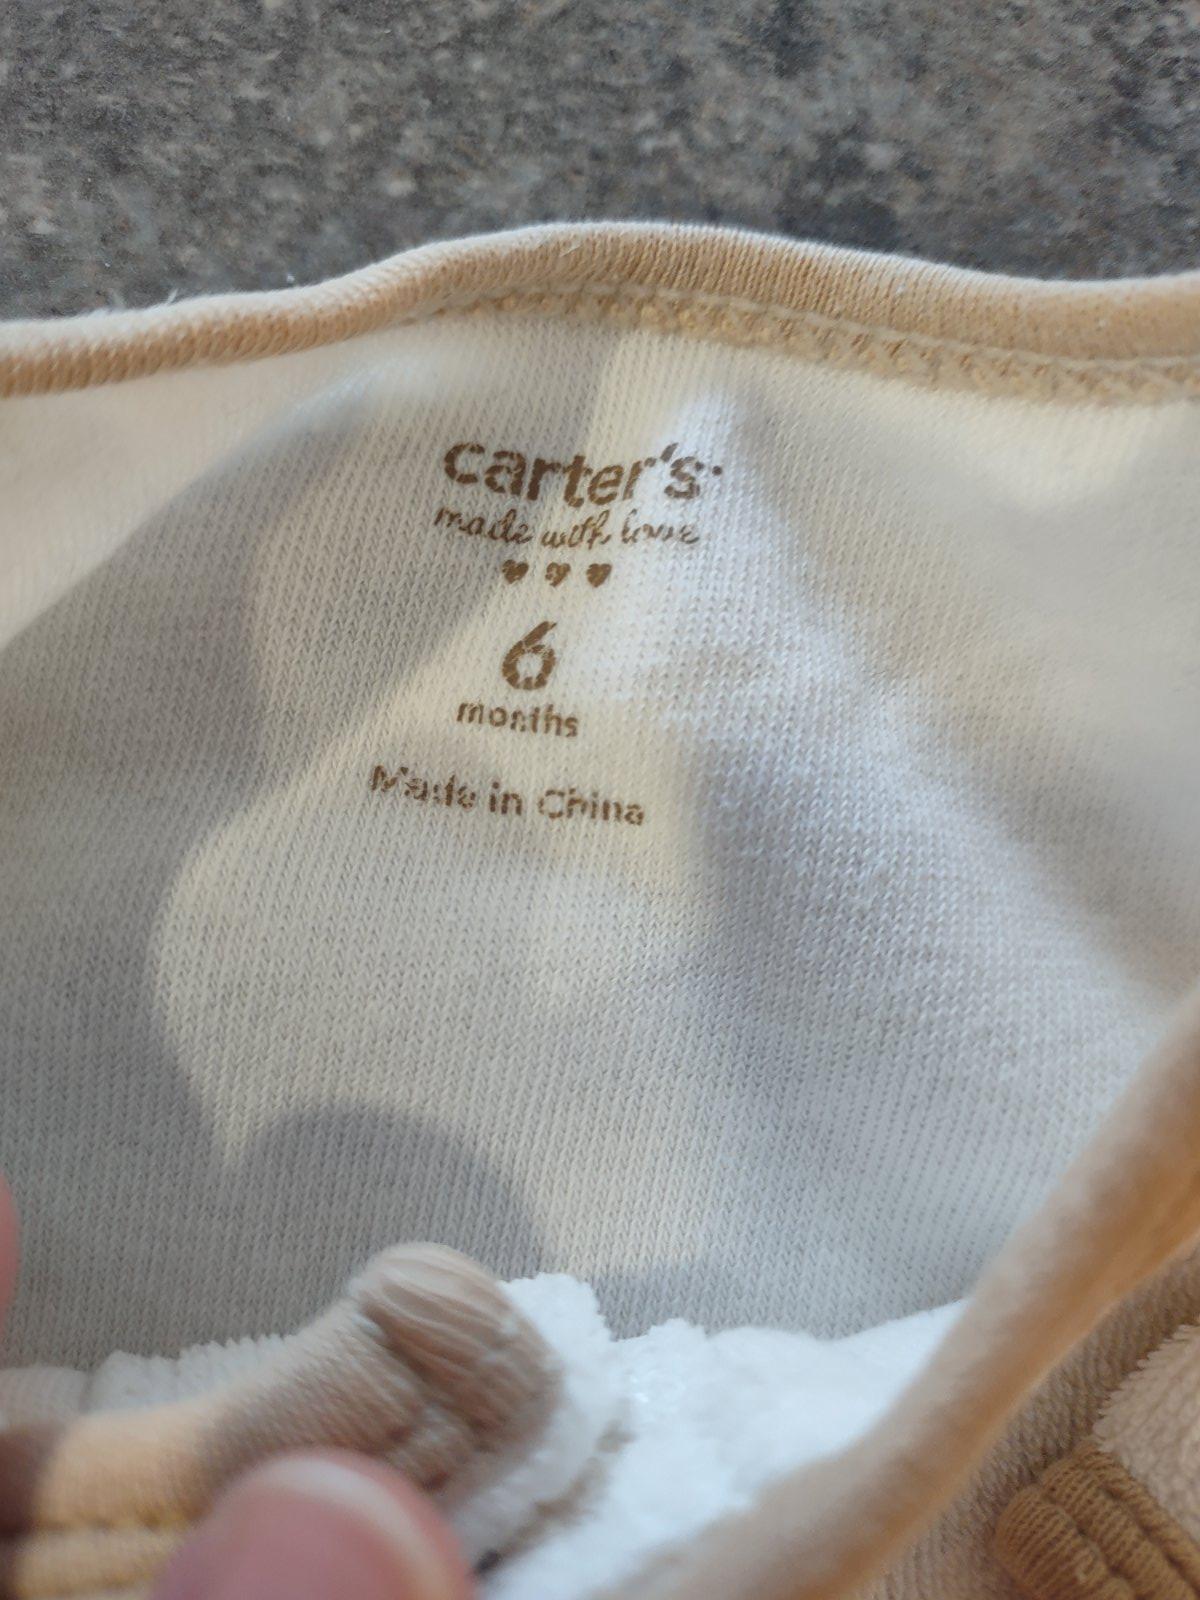 carter's
made with love
6
months
Made in China